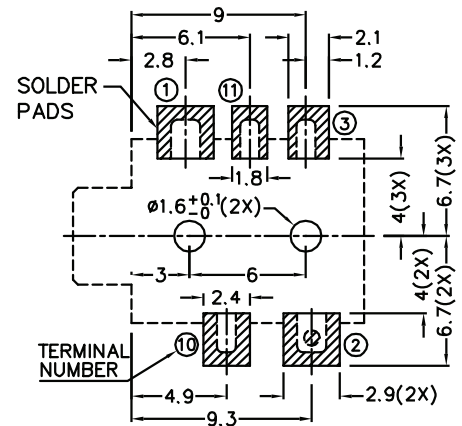 9
6.1
2.8
2.1
1.2
SOLDER
PADS
1
11
3
1.8
ø1.6+0.1-0(2X)
4(3X)
6.7(3X)
3
6
2.4
4(2X)
6.7(2X)
10
2
TERMINAL
NUMBER
4.9
2.9(2X)
9.3